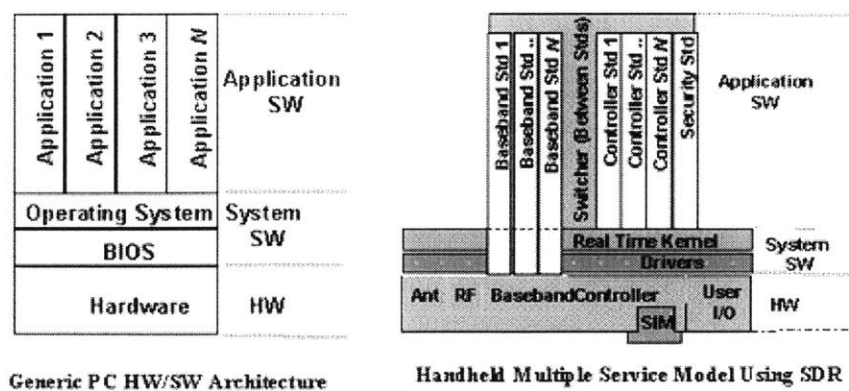 Application 1
Application 2
Application 3
Application N
Application
SW
Operating System
System
SW
BIOS
Hardware
HW
Generic PC HW/SW Architecture
Baseband Std 1
Baseband Std ..
Baseband Std N
Switcher (Between Stds)
Controller Std 1
Controller Std ..
Controller Std N
Security Std
Application
SW
Real Time Kernel
Drivers
System
SW
Ant RF BasebandController User
I/O
SIM
HW
Handheld Multiple Service Model Using SDR